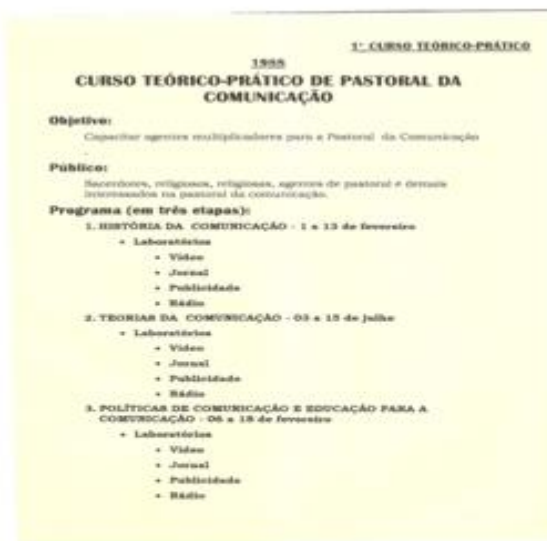 1º CURSO TEÓRICO-PRÁTICO
1988
CURSO TEÓRICO-PRÁTICO DE PASTORAL DA
COMUNICAÇÃO
Objetivo:
Capacitar agentes multiplicadores para a Pastoral da Comunicação
Público:
Sacerdotes, religiosos, religiosas, agentes de pastoral e demais
interessados na pastoral da comunicação.
Programa (em três etapas):
1. HISTÓRIA DA COMUNICAÇÃO - 1 a 13 de fevereiro
• Laboratórios
• Vídeo
• Jornal
• Publicidade
• Rádio
2. TEORIAS DA COMUNICAÇÃO - 03 a 15 de julho
• Laboratórios
• Vídeo
• Jornal
• Publicidade
• Rádio
3. POLÍTICAS DE COMUNICAÇÃO E EDUCAÇÃO PARA A
COMUNICAÇÃO - 06 a 18 de fevereiro
• Laboratórios
• Vídeo
• Jornal
• Publicidade
• Rádio